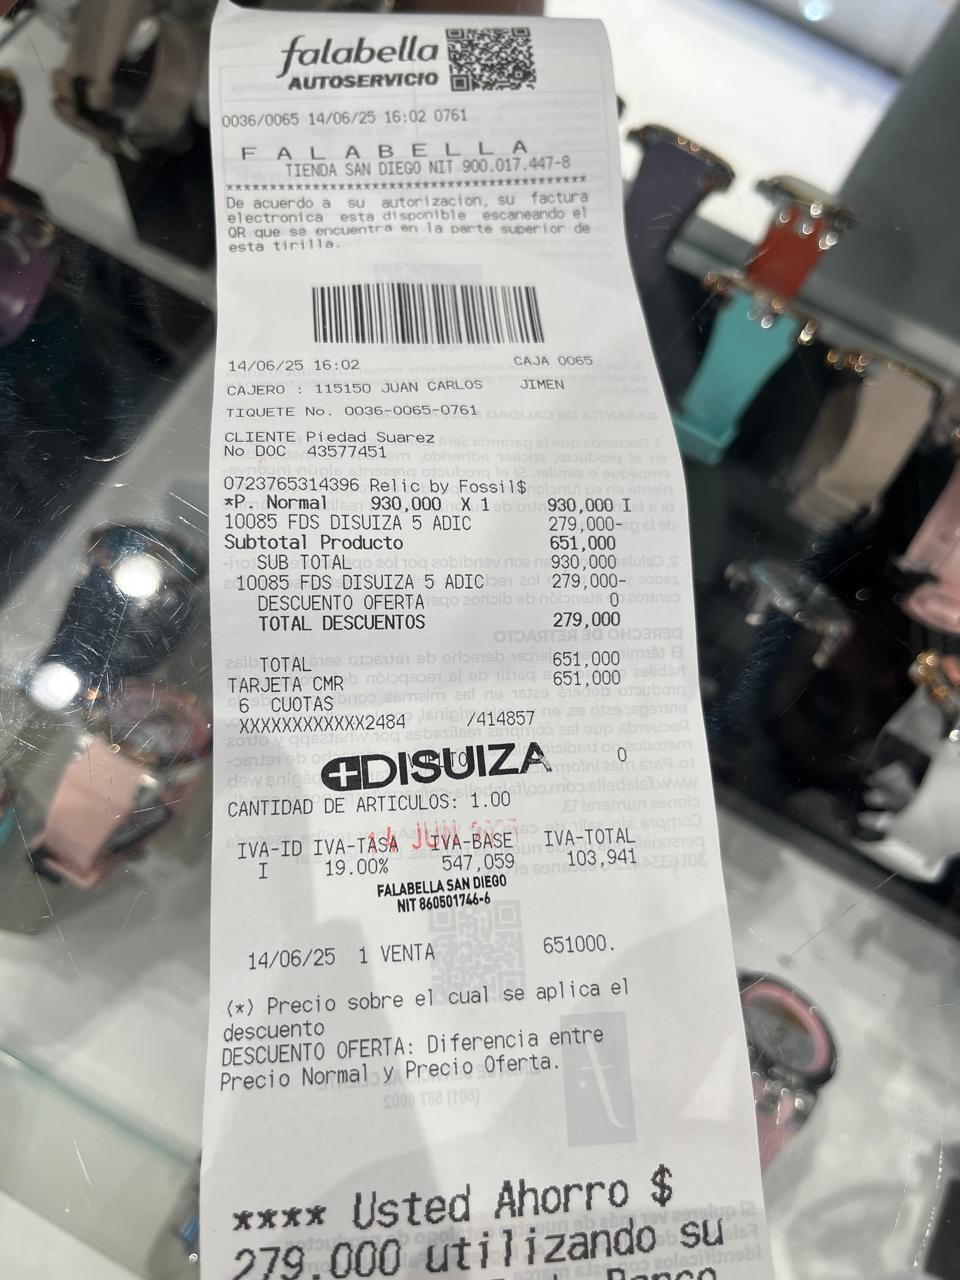 falabella
AUTOSERVICIO
0036/0065 14/06/25 16:02 0761
F A L A B E L L A
TIENDA SAN DIEGO NIT 900.017.447-8
******************************************
De acuerdo a su autorizacion, su factura
electronica esta disponible escaneando el
QR que se encuentra en la parte superior de
esta tirilla.
14/06/25 16:02 CAJA 0065
CAJERO : 115150 JUAN CARLOS JIMEN
TIQUETE No. 0036-0065-0761
CLIENTE Piedad Suarez
No DOC 43577451
0723765314396 Relic by Fossil$
*P. Normal 930,000 X 1 930,000 I
10085 FDS DISUIZA 5 ADIC 279,000-
Subtotal Producto 651,000
SUB TOTAL 930,000
10085 FDS DISUIZA 5 ADIC 279,000-
DESCUENTO OFERTA 0
TOTAL DESCUENTOS 279,000
TOTAL 651,000
TARJETA CMR 651,000
6 CUOTAS
XXXXXXXXXXXX2484 /414857
DISUIZA 0
CANTIDAD DE ARTICULOS: 1.00
14 JUN
IVA-ID IVA-TASA IVA-BASE IVA-TOTAL
I 19.00% 547,059 103,941
FALABELLA SAN DIEGO
NIT 860501746-6
14/06/25 1 VENTA 651000.
(*) Precio sobre el cual se aplica el
descuento
DESCUENTO OFERTA: Diferencia entre
Precio Normal y Precio Oferta.
**** Usted Ahorro $
279.000 utilizando su